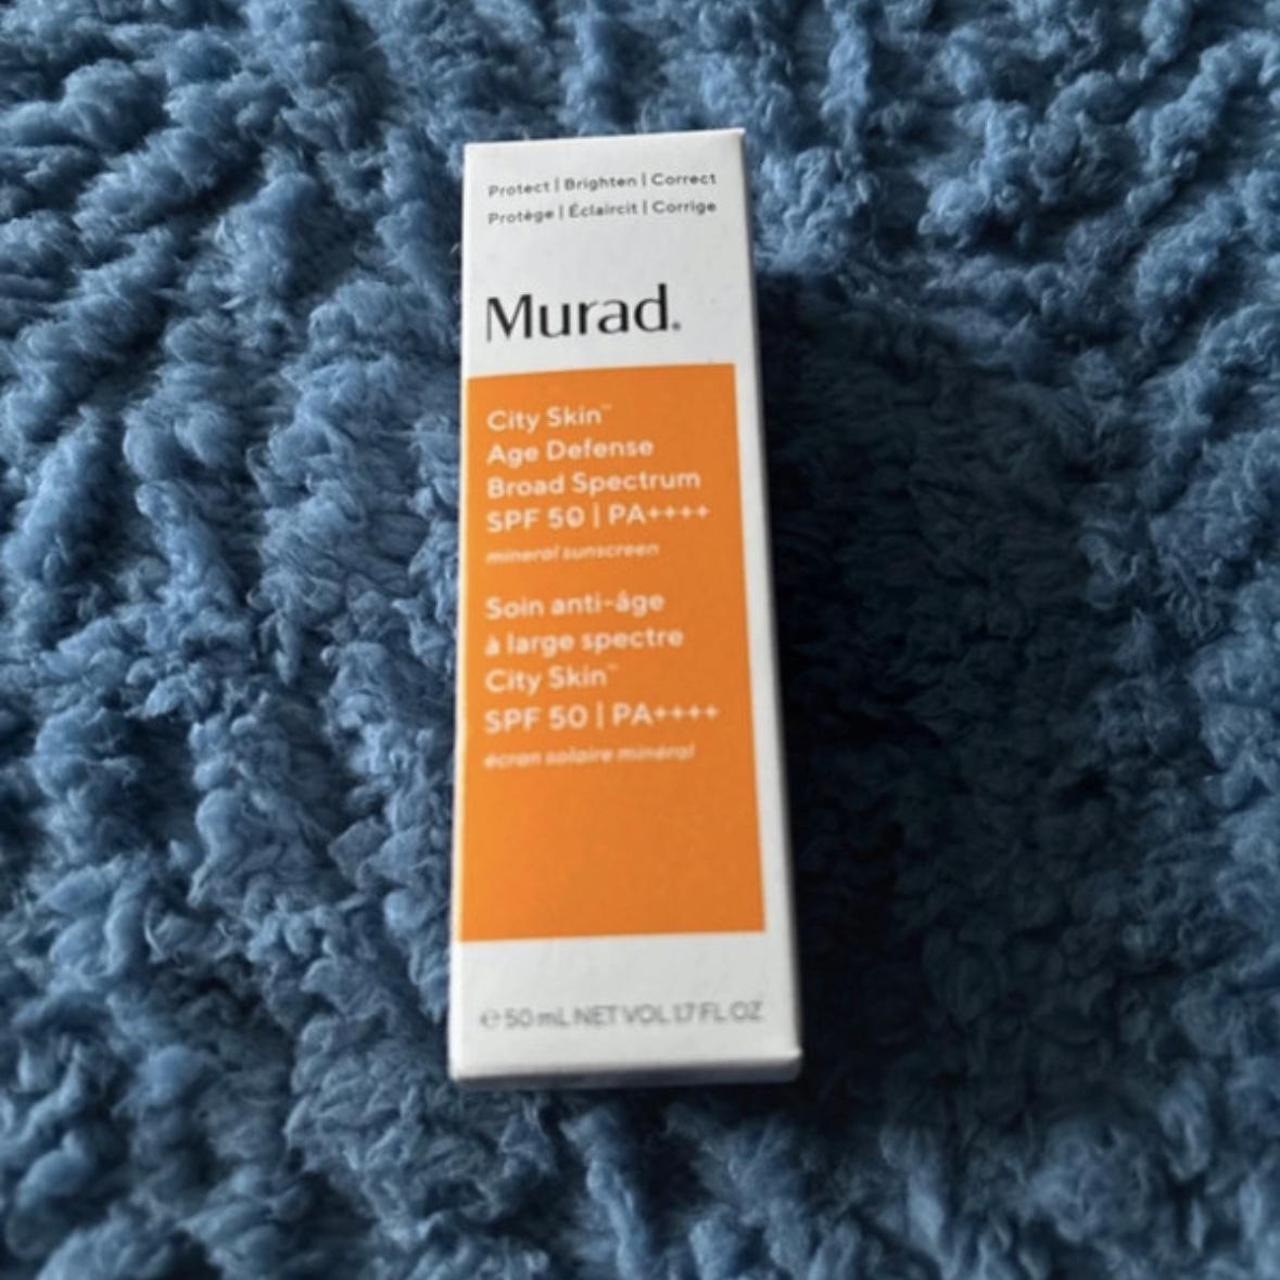 Protect | Brighten | Correct
Protège | Éclaircit | Corrige
Murad.
City Skin™
Age Defense
Broad Spectrum
SPF 50 | PA++++
mineral sunscreen
Soin anti-âge
à large spectre
City Skin™
SPF 50 | PA++++
écran solaire minéral
℮ 50 mL NET VOL 1.7 FL OZ